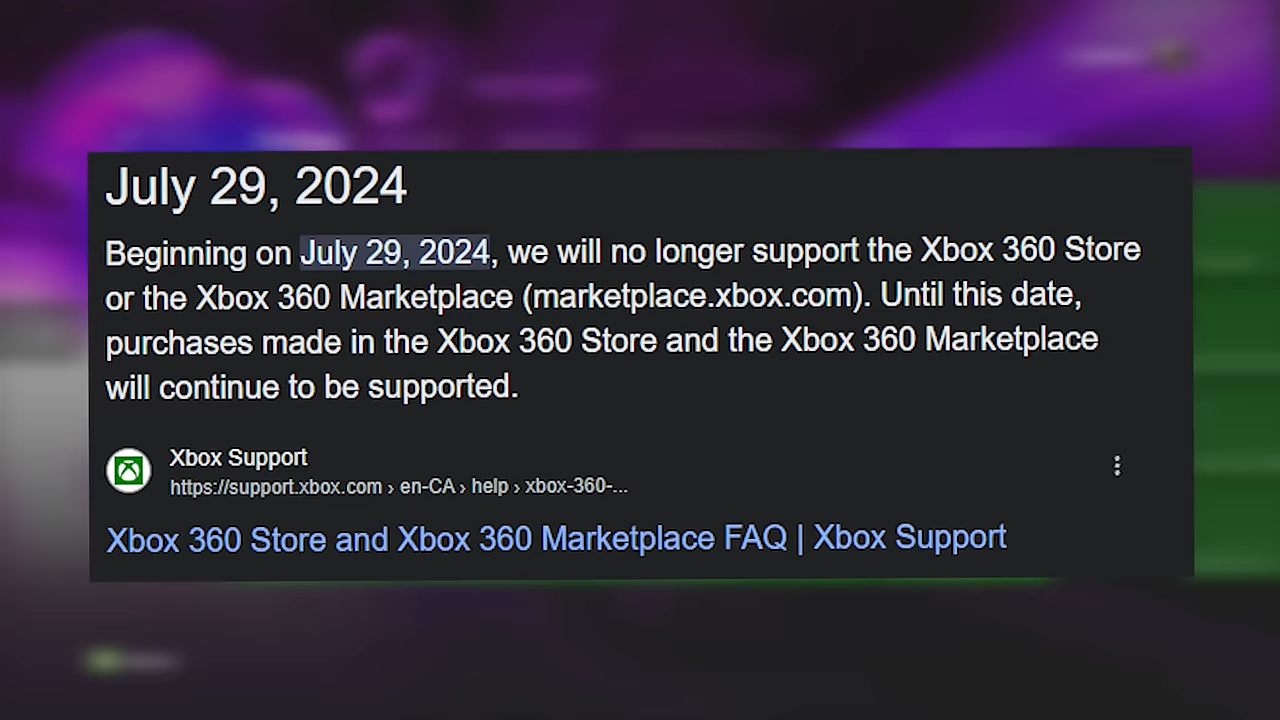 July 29, 2024
Beginning on July 29, 2024, we will no longer support the Xbox 360 Store
or the Xbox 360 Marketplace (marketplace.xbox.com). Until this date,
purchases made in the Xbox 360 Store and the Xbox 360 Marketplace
will continue to be supported.
Xbox Support
https://support.xbox.com › en-CA › help › xbox-360-...
Xbox 360 Store and Xbox 360 Marketplace FAQ | Xbox Support